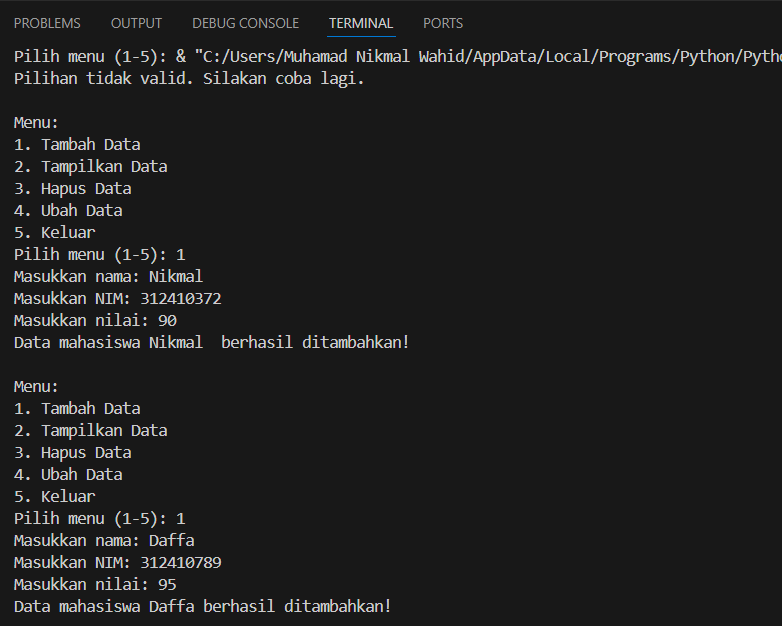 PROBLEMS OUTPUT DEBUG CONSOLE TERMINAL PORTS
Pilih menu (1-5): & "C:/Users/Muhamad Nikmal Wahid/AppData/Local/Programs/Python/Pytho
Pilihan tidak valid. Silakan coba lagi.
Menu:
1. Tambah Data
2. Tampilkan Data
3. Hapus Data
4. Ubah Data
5. Keluar
Pilih menu (1-5): 1
Masukkan nama: Nikmal
Masukkan NIM: 312410372
Masukkan nilai: 90
Data mahasiswa Nikmal  berhasil ditambahkan!
Menu:
1. Tambah Data
2. Tampilkan Data
3. Hapus Data
4. Ubah Data
5. Keluar
Pilih menu (1-5): 1
Masukkan nama: Daffa
Masukkan NIM: 312410789
Masukkan nilai: 95
Data mahasiswa Daffa berhasil ditambahkan!